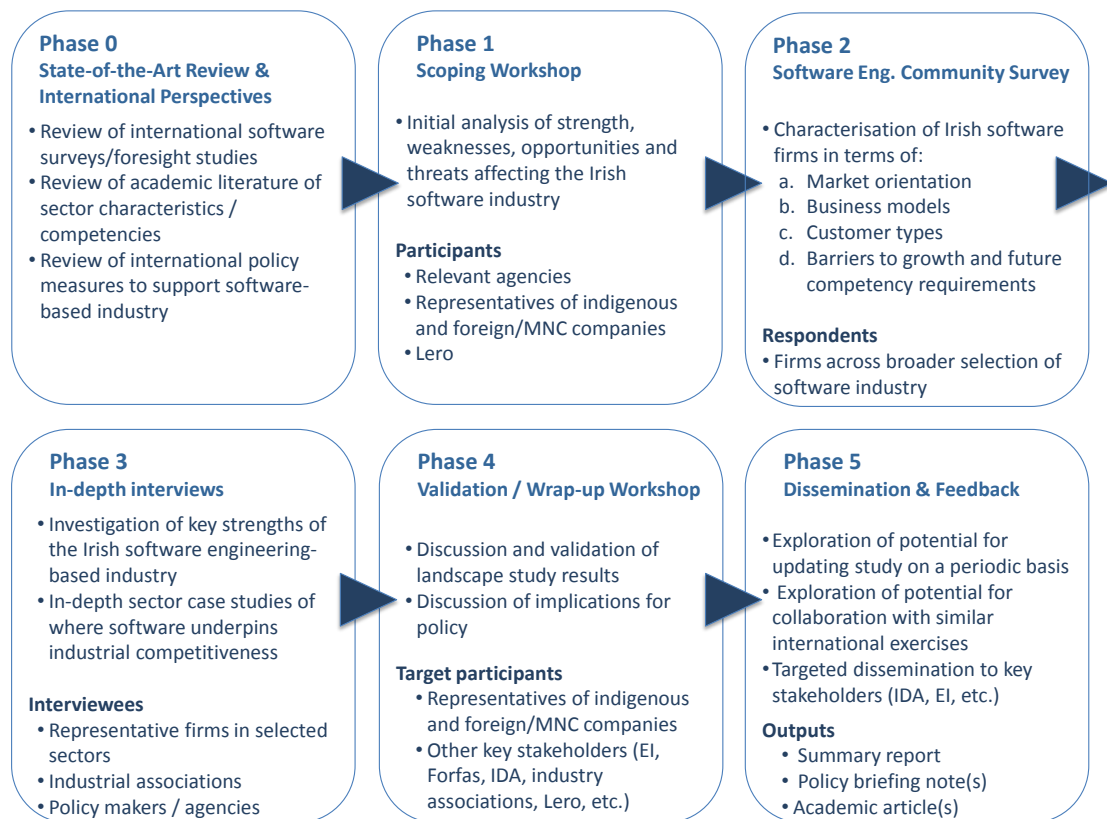 Phase 0
State-of-the-Art Review &
International Perspectives
• Review of international software
surveys/foresight studies
• Review of academic literature of
sector characteristics /
competencies
• Review of international policy
measures to support software-
based industry
Phase 1
Scoping Workshop
• Initial analysis of strength,
weaknesses, opportunities and
threats affecting the Irish
software industry
Participants
• Relevant agencies
• Representatives of indigenous
and foreign/MNC companies
• Lero
Phase 2
Software Eng. Community Survey
• Characterisation of Irish software
firms in terms of:
a. Market orientation
b. Business models
c. Customer types
d. Barriers to growth and future
competency requirements
Respondents
• Firms across broader selection of
software industry
Phase 3
In-depth interviews
• Investigation of key strengths of
the Irish software engineering-
based industry
• In-depth sector case studies of
where software underpins
industrial competitiveness
Interviewees
• Representative firms in selected
sectors
• Industrial associations
• Policy makers / agencies
Phase 4
Validation / Wrap-up Workshop
• Discussion and validation of
landscape study results
• Discussion of implications for
policy
Target participants
• Representatives of indigenous
and foreign/MNC companies
• Other key stakeholders (EI,
Forfas, IDA, industry
associations, Lero, etc.)
Phase 5
Dissemination & Feedback
• Exploration of potential for
updating study on a periodic basis
• Exploration of potential for
collaboration with similar
international exercises
• Targeted dissemination to key
stakeholders (IDA, EI, etc.)
Outputs
• Summary report
• Policy briefing note(s)
• Academic article(s)